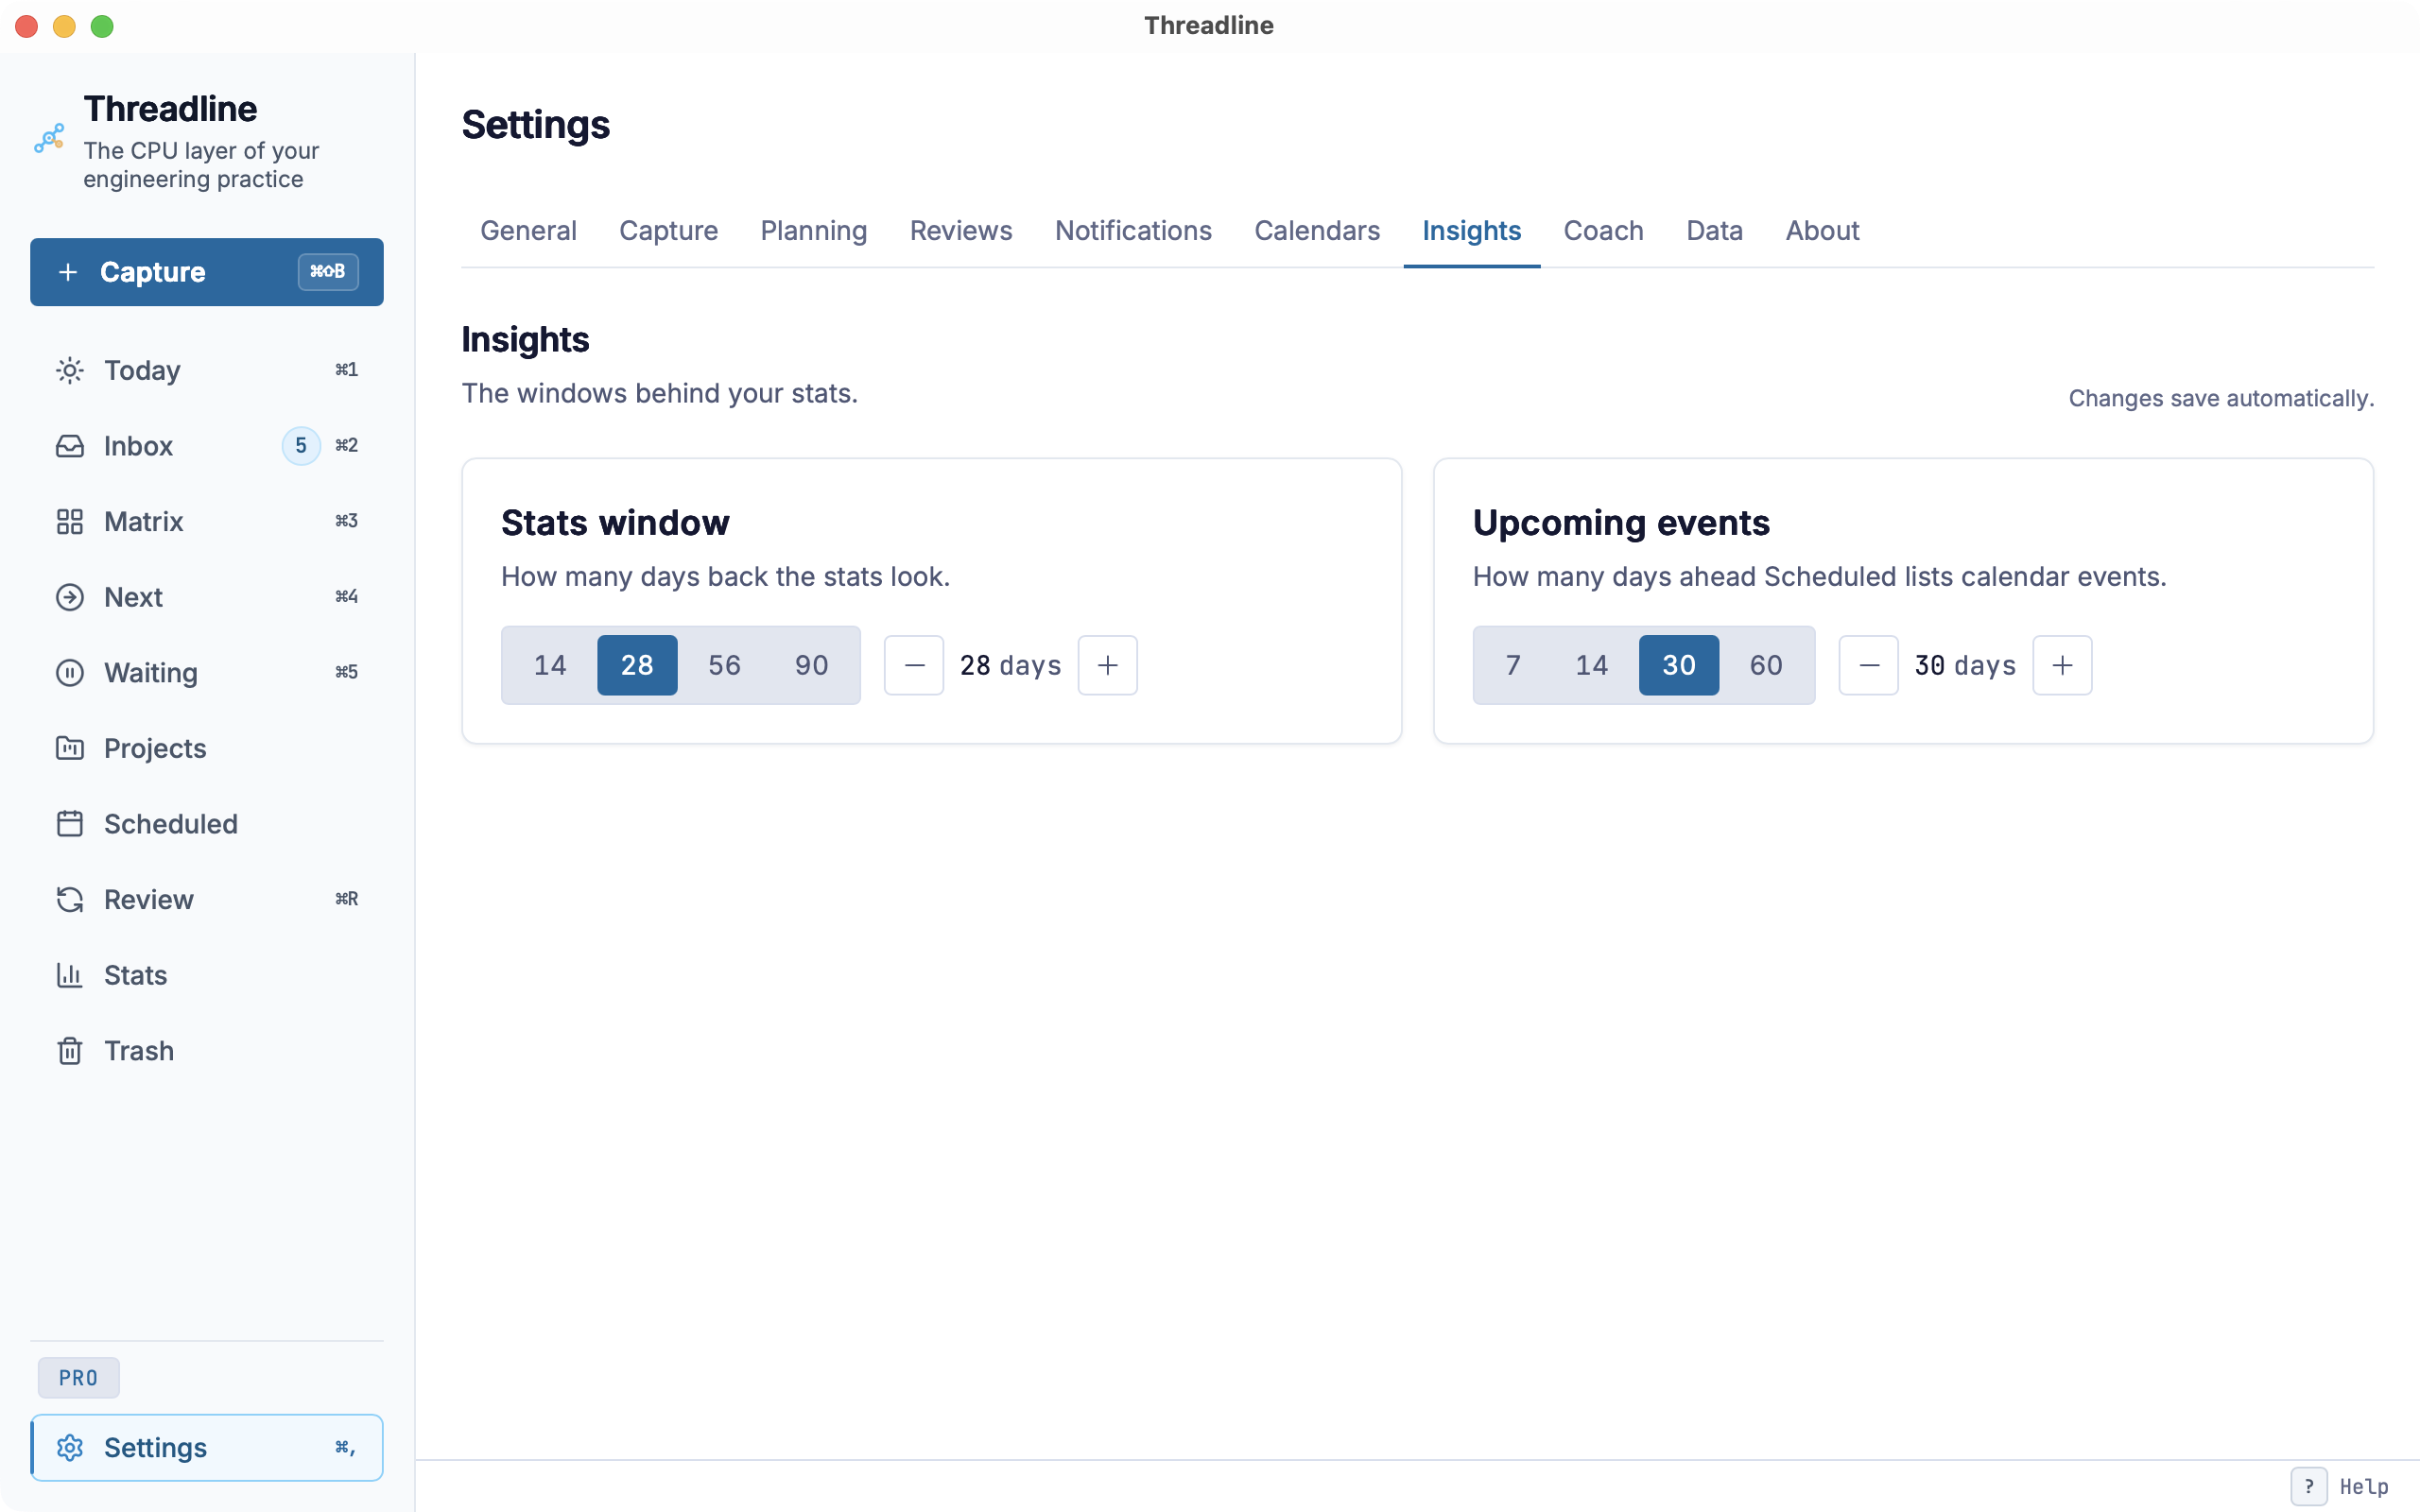 Threadline
Threadline
The CPU layer of your
engineering practice
+ Capture ⌘⇧B
Today ⌘1
Inbox 5 ⌘2
Matrix ⌘3
Next ⌘4
Waiting ⌘5
Projects
Scheduled
Review ⌘R
Stats
Trash
PRO
Settings ⌘,
Settings
General Capture Planning Reviews Notifications Calendars Insights Coach Data About
Insights
The windows behind your stats.
Changes save automatically.
Stats window
How many days back the stats look.
14 28 56 90 − 28 days +
Upcoming events
How many days ahead Scheduled lists calendar events.
7 14 30 60 − 30 days +
? Help